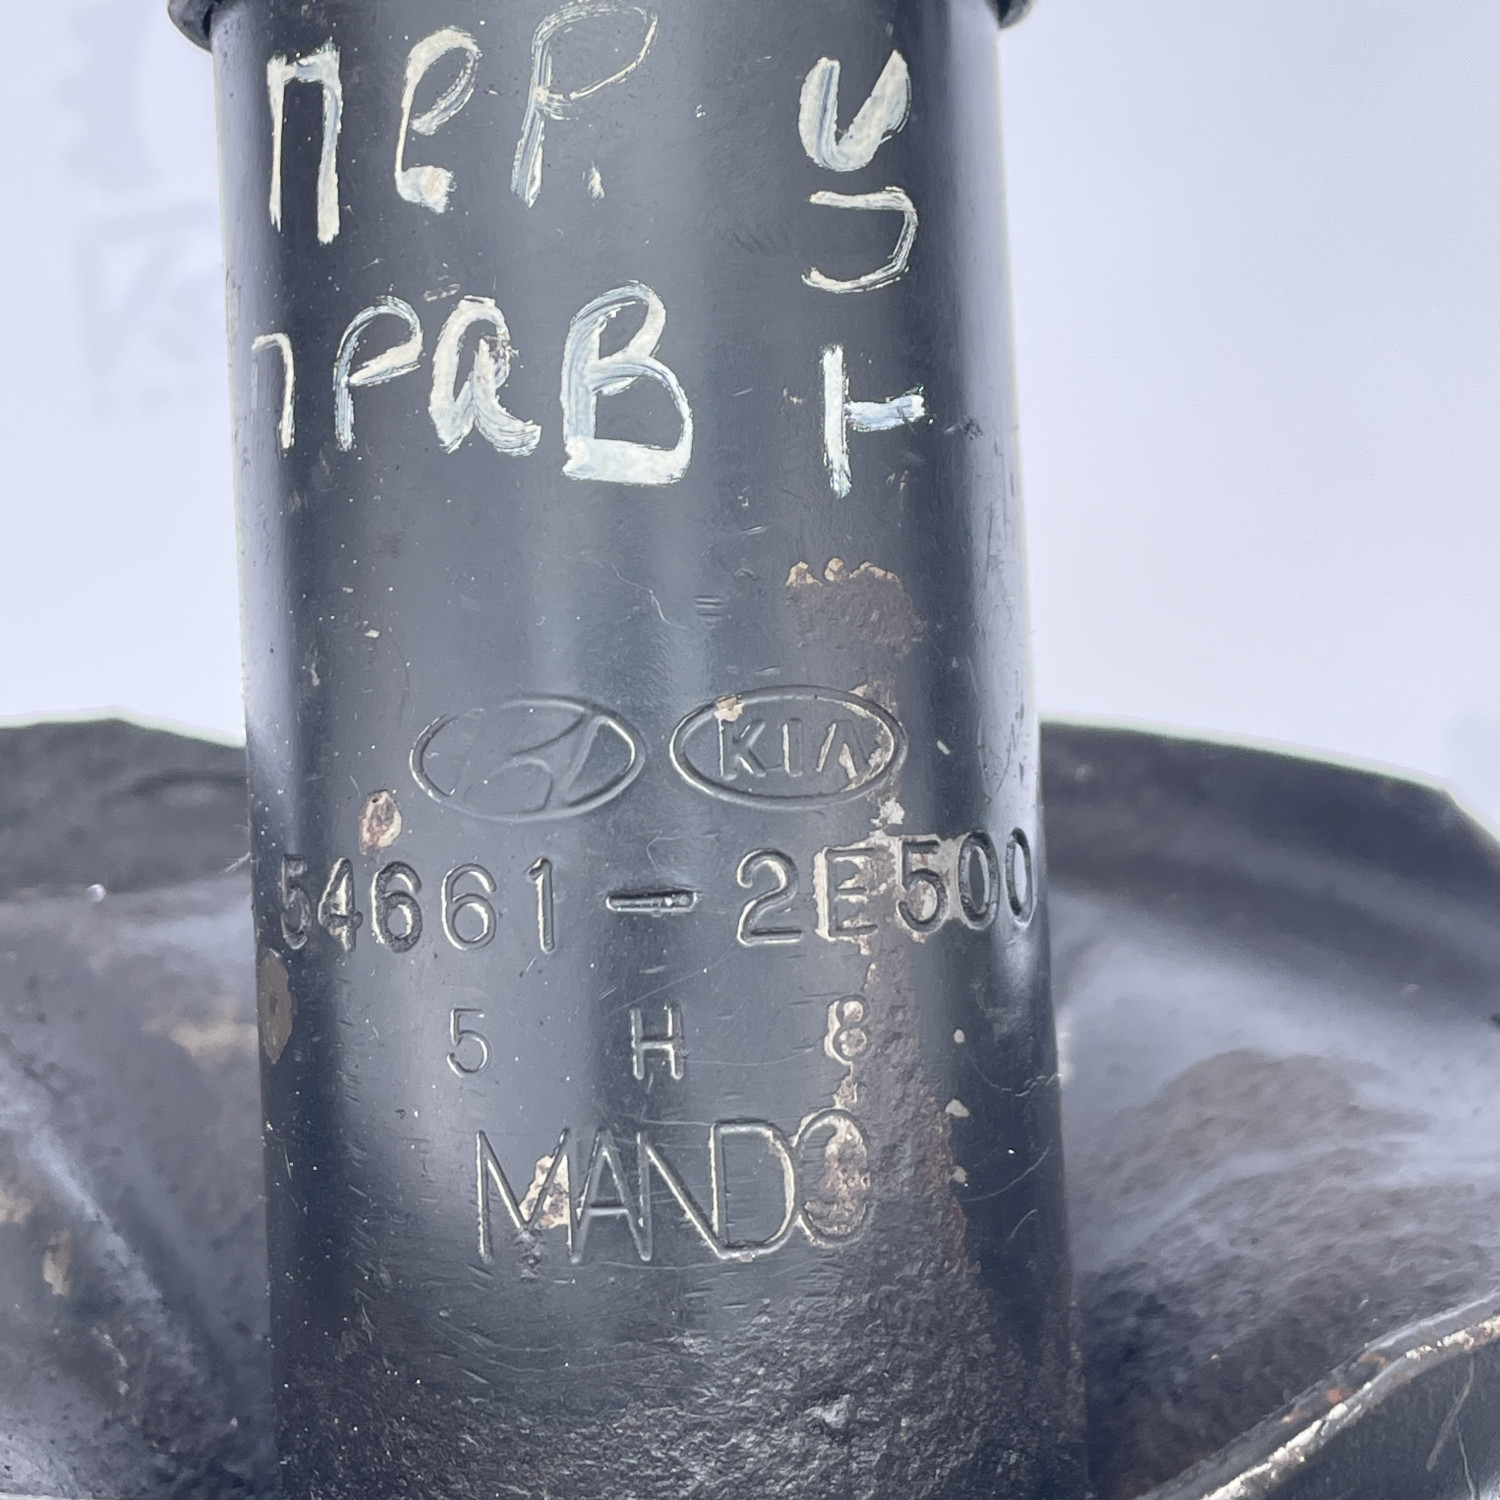 пер.
прав
KIA
54661-2E500
5 H 8
MANDO